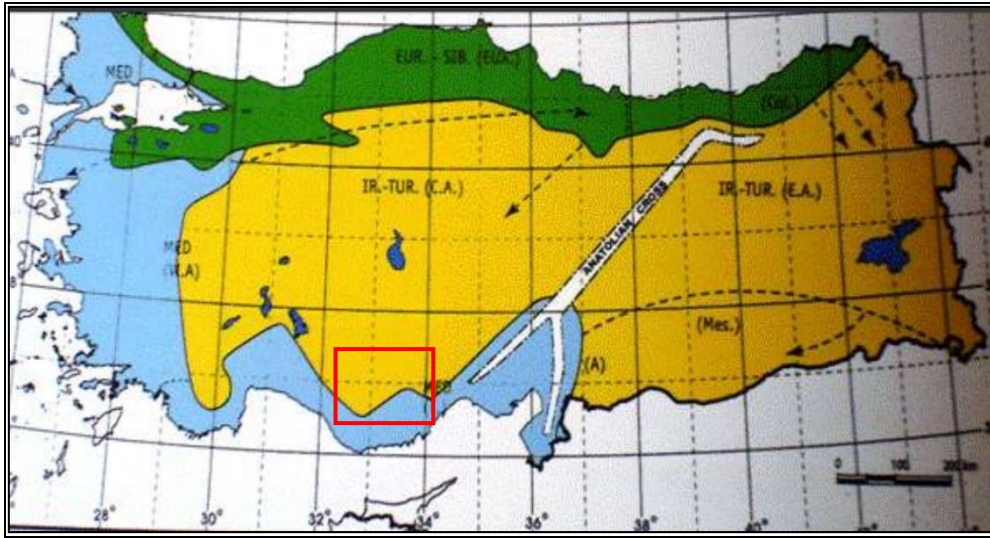 EUR. - SIB. (EUX.)
MED
(Col.)
40
IR.-TUR. (C.A.)
IR.-TUR. (E.A.)
ANATOLIAN CROSS
MED
(W.A)
(Mes.)
(A)
MED
0 100 200 km
28° 30° 32° 34° 36° 38° 40°